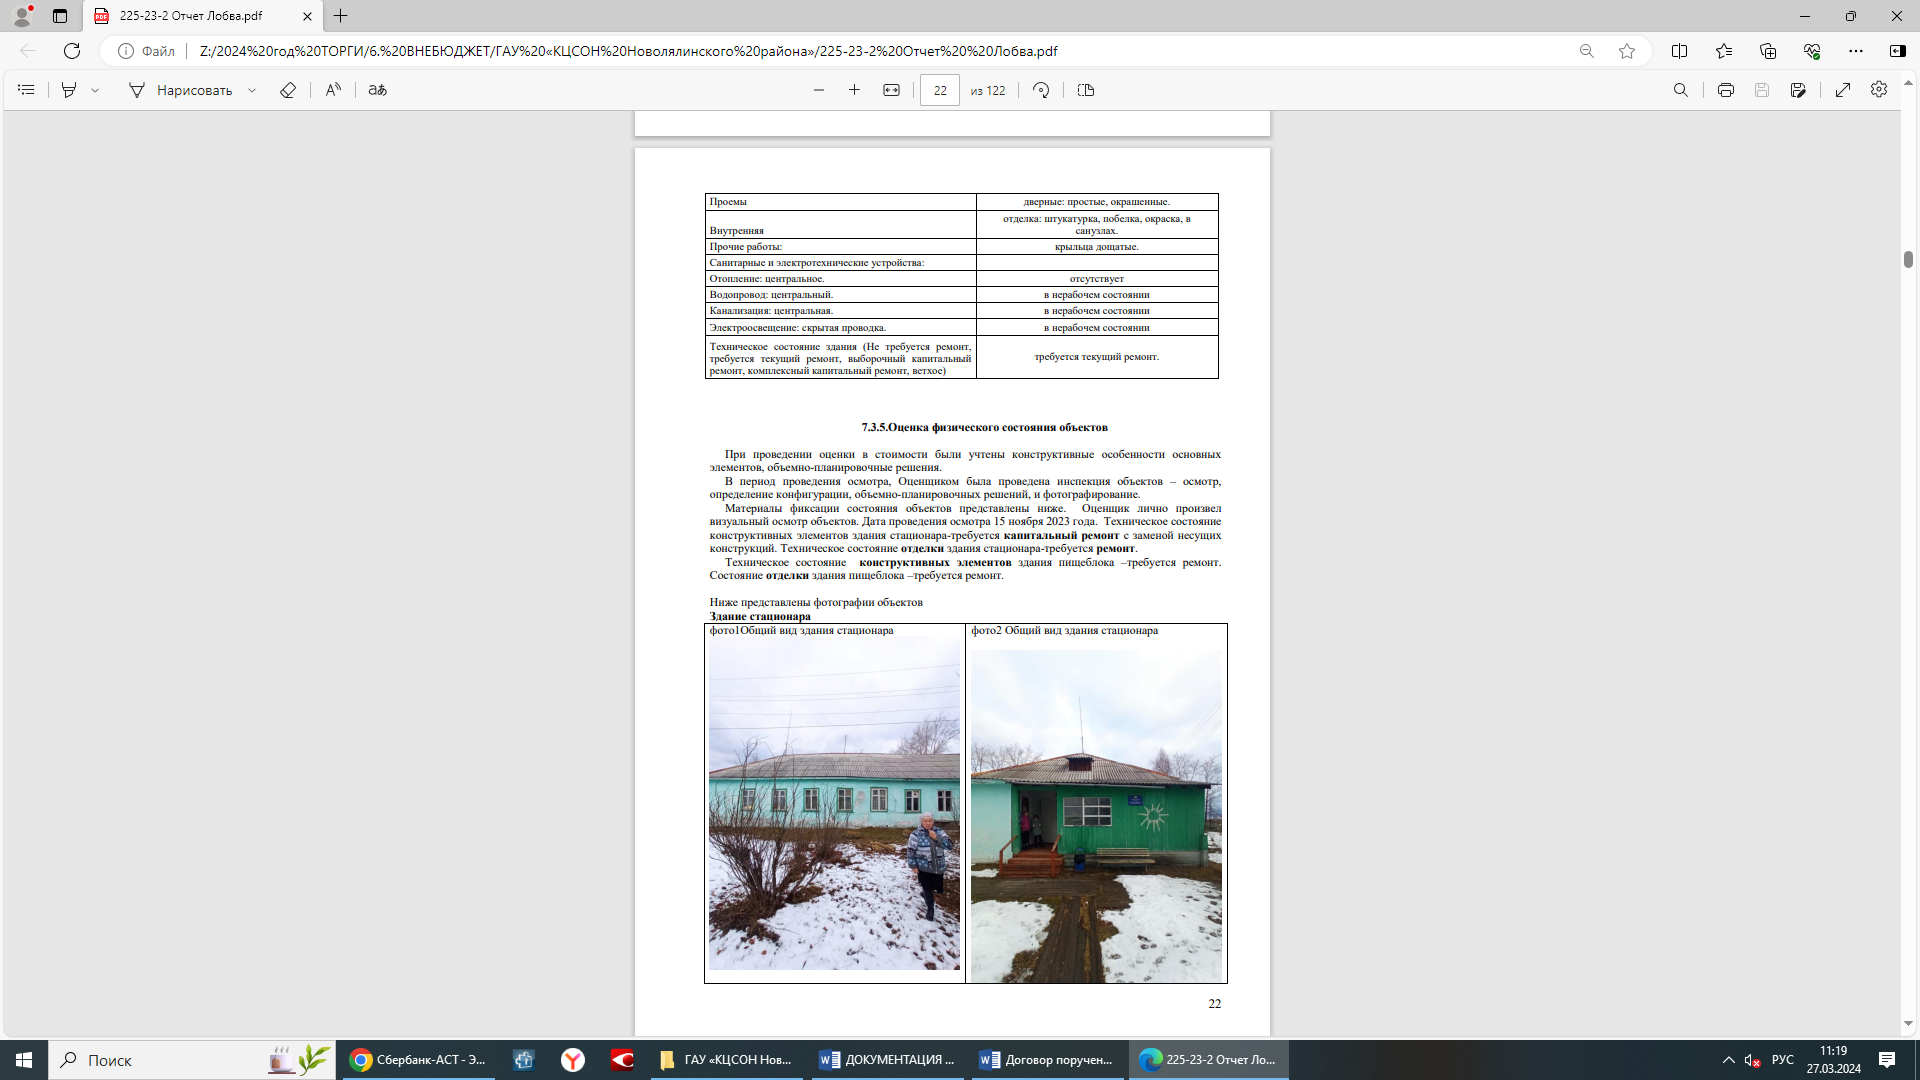 225-23-2 Отчет Лобва.pdf
Файл
Z:/2024%20год%20ТОРГИ/6.%20ВНЕБЮДЖЕТ/ГАУ%20«КЦСОН%20Новолялинского%20района»/225-23-2%20Отчет%20%20Лобва.pdf
Нарисовать
22
из 122
Проемы
дверные: простые, окрашенные.
Внутренняя
отделка: штукатурка, побелка, окраска, в
санузлах.
Прочие работы:
крыльца дощатые.
Санитарные и электротехнические устройства:
Отопление: центральное.
отсутствует
Водопровод: центральный.
в нерабочем состоянии
Канализация: центральная.
в нерабочем состоянии
Электроосвещение: скрытая проводка.
в нерабочем состоянии
Техническое состояние здания (Не требуется ремонт,
требуется текущий ремонт, выборочный капитальный
ремонт, комплексный капитальный ремонт, ветхое)
требуется текущий ремонт.
7.3.5.Оценка физического состояния объектов
При проведении оценки в стоимости были учтены конструктивные особенности основных
элементов, объемно-планировочные решения.
В период проведения осмотра, Оценщиком была проведена инспекция объектов – осмотр,
определение конфигурации, объемно-планировочных решений, и фотографирование.
Материалы фиксации состояния объектов представлены ниже. Оценщик лично произвел
визуальный осмотр объектов. Дата проведения осмотра 15 ноября 2023 года. Техническое состояние
конструктивных элементов здания стационара-требуется капитальный ремонт с заменой несущих
конструкций. Техническое состояние отделки здания стационара-требуется ремонт.
Техническое состояние конструктивных элементов здания пищеблока –требуется ремонт.
Состояние отделки здания пищеблока –требуется ремонт.
Ниже представлены фотографии объектов
Здание стационара
фото1Общий вид здания стационара
фото2 Общий вид здания стационара
22
Поиск
Сбербанк-АСТ - Э...
ГАУ «КЦСОН Нов...
ДОКУМЕНТАЦИЯ ...
Договор поручен...
225-23-2 Отчет Ло...
РУС
11:19
27.03.2024